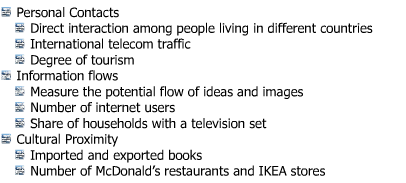 Personal Contacts
Direct interaction among people living in different countries
International telecom traffic
Degree of tourism
Information flows
Measure the potential flow of ideas and images
Number of internet users
Share of households with a television set
Cultural Proximity
Imported and exported books
Number of McDonald's restaurants and IKEA stores